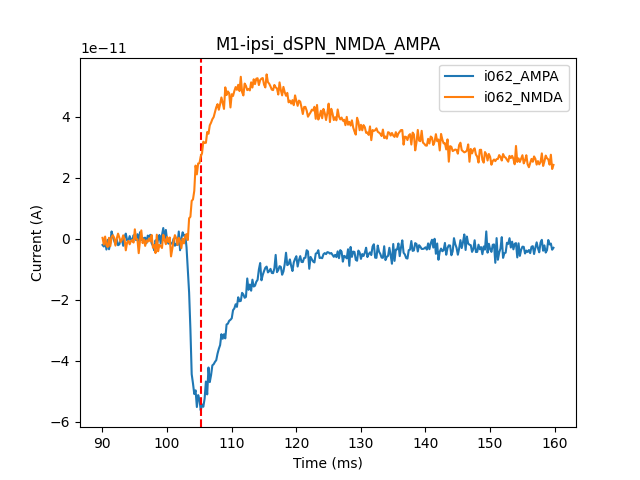 M1-ipsi_dSPN_NMDA_AMPA
1e−11
i062_AMPA
i062_NMDA
4
2
0
−2
−4
−6
Current (A)
90 100 110 120 130 140 150 160
Time (ms)